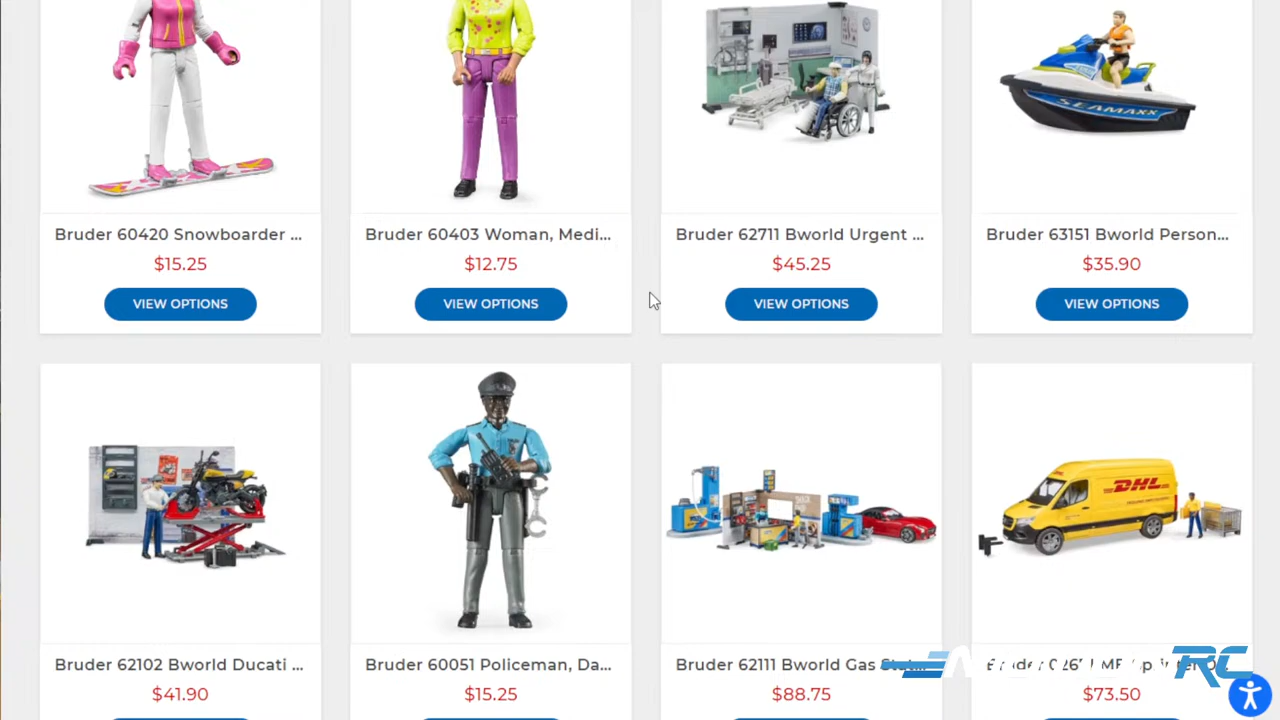 SEAMAXX
Bruder 60420 Snowboarder ...
Bruder 60403 Woman, Medi...
Bruder 62711 Bworld Urgent ...
Bruder 63151 Bworld Person...
$15.25
$12.75
$45.25
$35.90
VIEW OPTIONS
VIEW OPTIONS
VIEW OPTIONS
VIEW OPTIONS
DHL
Bruder 62102 Bworld Ducati ...
Bruder 60051 Policeman, Da...
Bruder 62111 Bworld Gas
RC
$41.90
$15.25
$88.75
$73.50